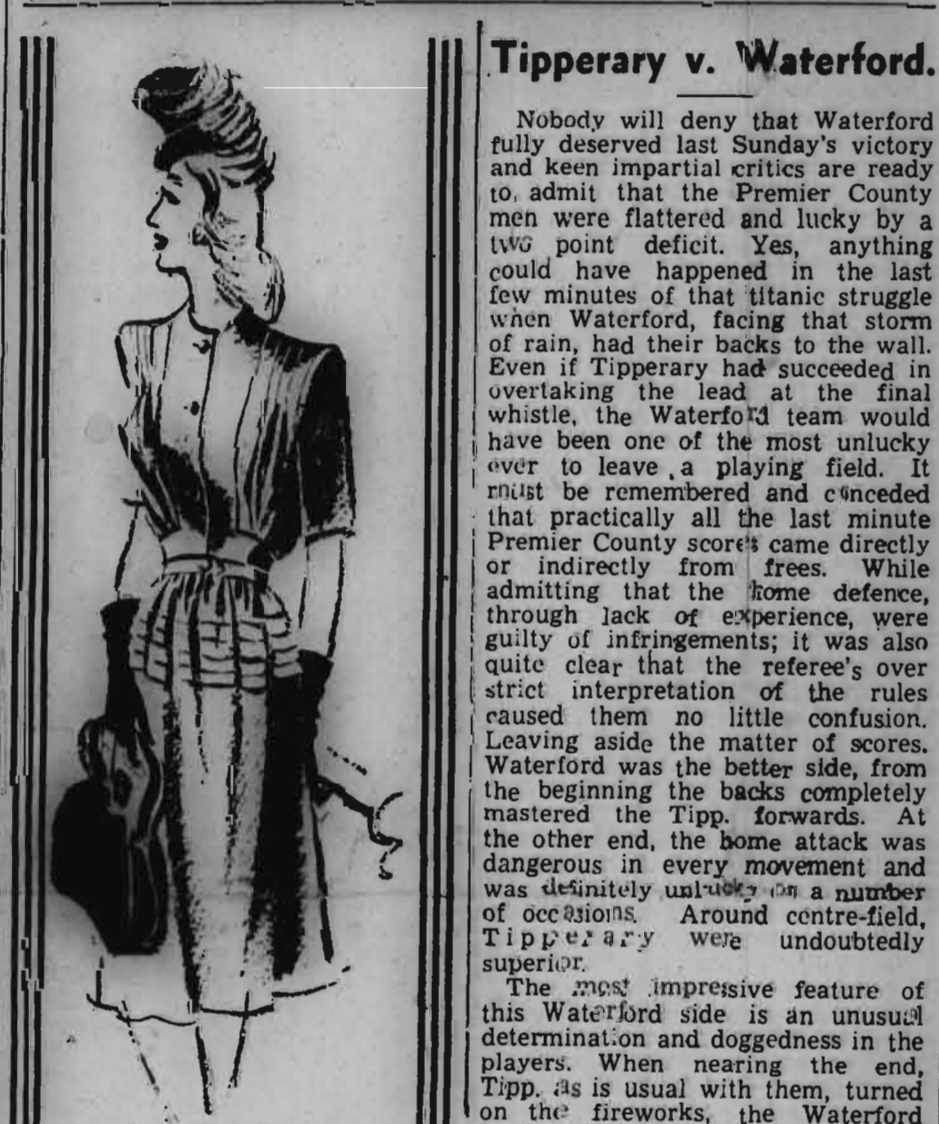 Tipperary v. Waterford.
Nobody will deny that Waterford
fully deserved last Sunday's victory
and keen impartial critics are ready
to, admit that the Premier County
men were flattered and lucky by a
two point deficit. Yes, anything
could have happened in the last
few minutes of that titanic struggle
when Waterford, facing that storm
of rain, had their backs to the wall.
Even if Tipperary had succeeded in
overtaking the lead at the final
whistle, the Waterford team would
have been one of the most unlucky
ever to leave a playing field. It
must be remembered and conceded
that practically all the last minute
Premier County scores came directly
or indirectly from frees. While
admitting that the home defence,
through lack of experience, were
guilty of infringements; it was also
quite clear that the referee's over
strict interpretation of the rules
caused them no little confusion.
Leaving aside the matter of scores.
Waterford was the better side, from
the beginning the backs completely
mastered the Tipp. forwards. At
the other end, the home attack was
dangerous in every movement and
was definitely unlucky on a number
of occasions. Around centre-field,
Tipperary were undoubtedly
superior.
The most impressive feature of
this Waterford side is an unusual
determination and doggedness in the
players. When nearing the end,
Tipp. as is usual with them, turned
on the fireworks, the Waterford